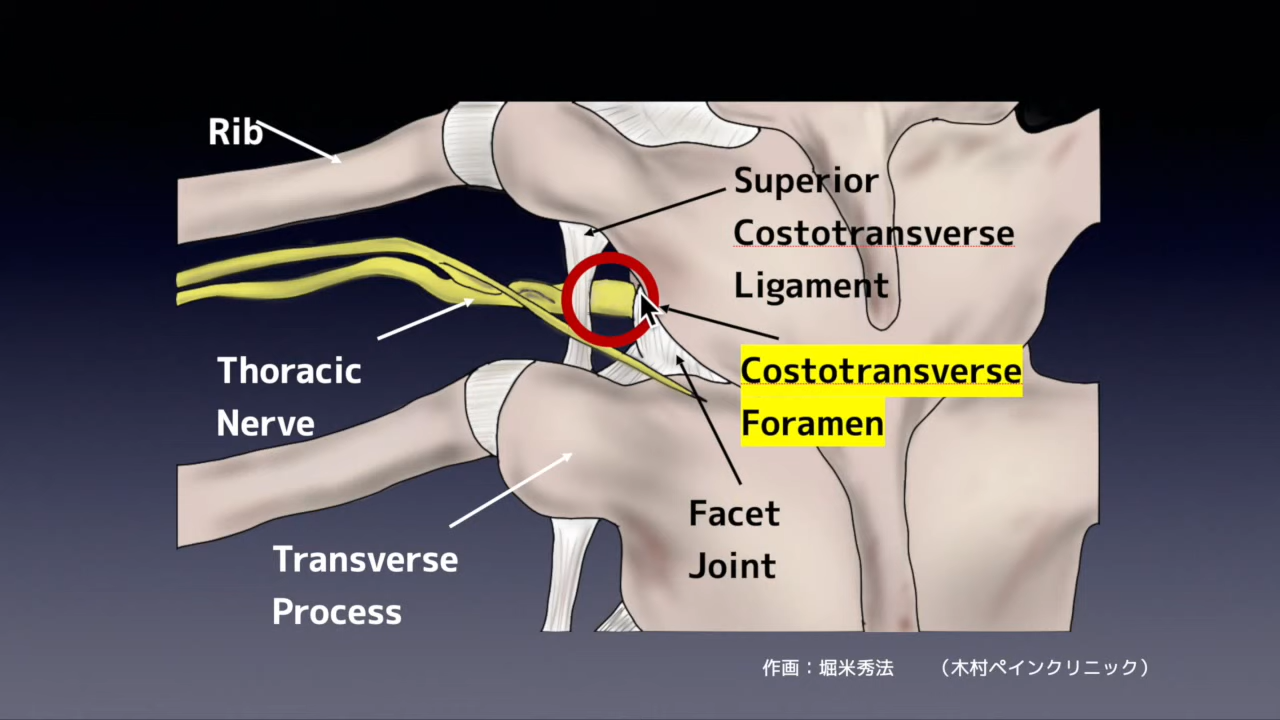 Rib
Superior
Costotransverse
Ligament
Thoracic
Nerve
Costotransverse
Foramen
Facet
Joint
Transverse
Process
作画：堀米秀法　　（木村ペインクリニック）